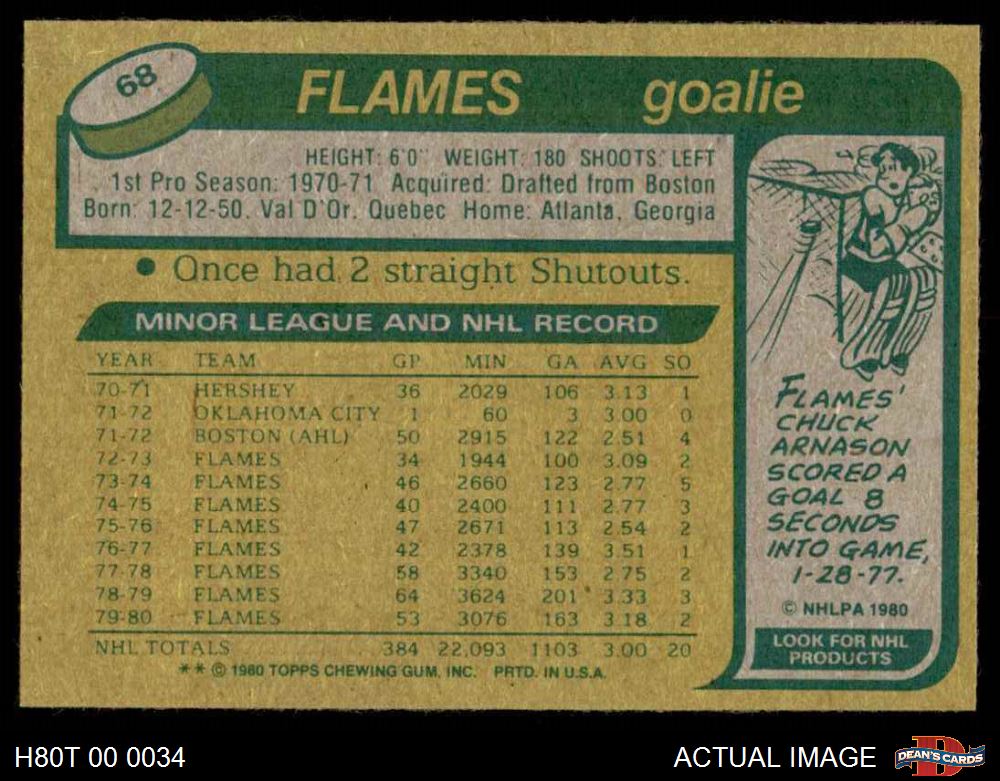 68
FLAMES goalie
HEIGHT: 6'0" WEIGHT: 180 SHOOTS: LEFT
1st Pro Season: 1970-71 Acquired: Drafted from Boston
Born: 12-12-50, Val D'Or, Quebec Home: Atlanta, Georgia
• Once had 2 straight Shutouts.
MINOR LEAGUE AND NHL RECORD
YEAR TEAM GP MIN GA AVG SO
70-71 HERSHEY 36 2029 106 3.13 1
71-72 OKLAHOMA CITY 1 60 3 3.00 0
71-72 BOSTON (AHL) 50 2915 122 2.51 4
72-73 FLAMES 34 1944 100 3.09 2
73-74 FLAMES 46 2660 123 2.77 5
74-75 FLAMES 40 2400 111 2.77 3
75-76 FLAMES 47 2671 113 2.54 2
76-77 FLAMES 42 2378 139 3.51 1
77-78 FLAMES 58 3340 153 2.75 2
78-79 FLAMES 64 3624 201 3.33 3
79-80 FLAMES 53 3076 163 3.18 2
NHL TOTALS 384 22,093 1103 3.00 20
** © 1980 TOPPS CHEWING GUM, INC. PRTD. IN U.S.A.
FLAMES'
CHUCK
ARNASON
SCORED A
GOAL 8
SECONDS
INTO GAME,
1-28-77.
© NHLPA 1980
LOOK FOR NHL
PRODUCTS
H80T 00 0034
ACTUAL IMAGE
D
DEAN'S CARDS